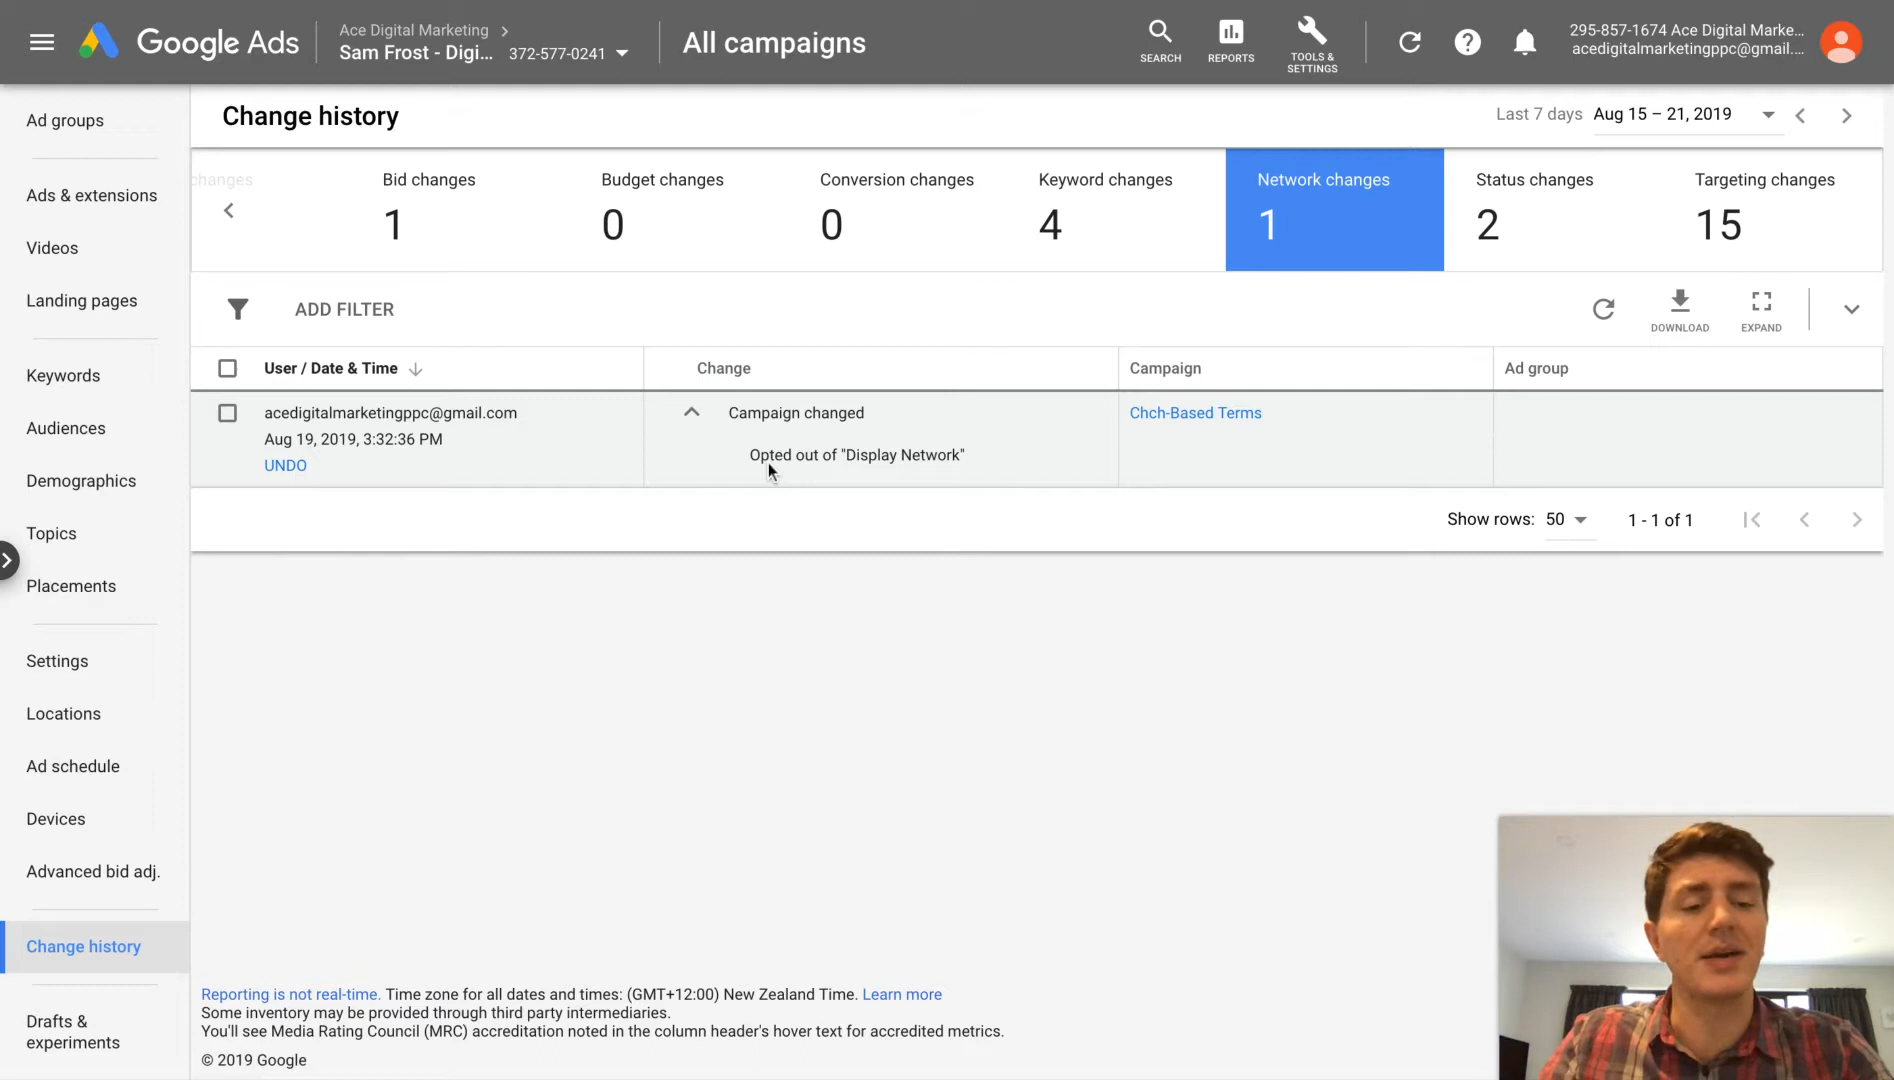 Google Ads
Ace Digital Marketing
Sam Frost - Digi... 372-577-0241
All campaigns
SEARCH
REPORTS
TOOLS &
SETTINGS
295-857-1674 Ace Digital Marke...
acedigitalmarketingppc@gmail....
Ad groups
Ads & extensions
Videos
Landing pages
Keywords
Audiences
Demographics
Topics
Placements
Settings
Locations
Ad schedule
Devices
Advanced bid adj.
Change history
Drafts &
experiments
Change history
Last 7 days Aug 15 – 21, 2019
changes
Bid changes
1
Budget changes
0
Conversion changes
0
Keyword changes
4
Network changes
1
Status changes
2
Targeting changes
15
ADD FILTER
DOWNLOAD
EXPAND
User / Date & Time
Change
Campaign
Ad group
acedigitalmarketingppc@gmail.com
Aug 19, 2019, 3:32:36 PM
UNDO
Campaign changed
Opted out of "Display Network"
Chch-Based Terms
Show rows: 50
1 - 1 of 1
Reporting is not real-time. Time zone for all dates and times: (GMT+12:00) New Zealand Time. Learn more
Some inventory may be provided through third party intermediaries.
You'll see Media Rating Council (MRC) accreditation noted in the column header's hover text for accredited metrics.
© 2019 Google